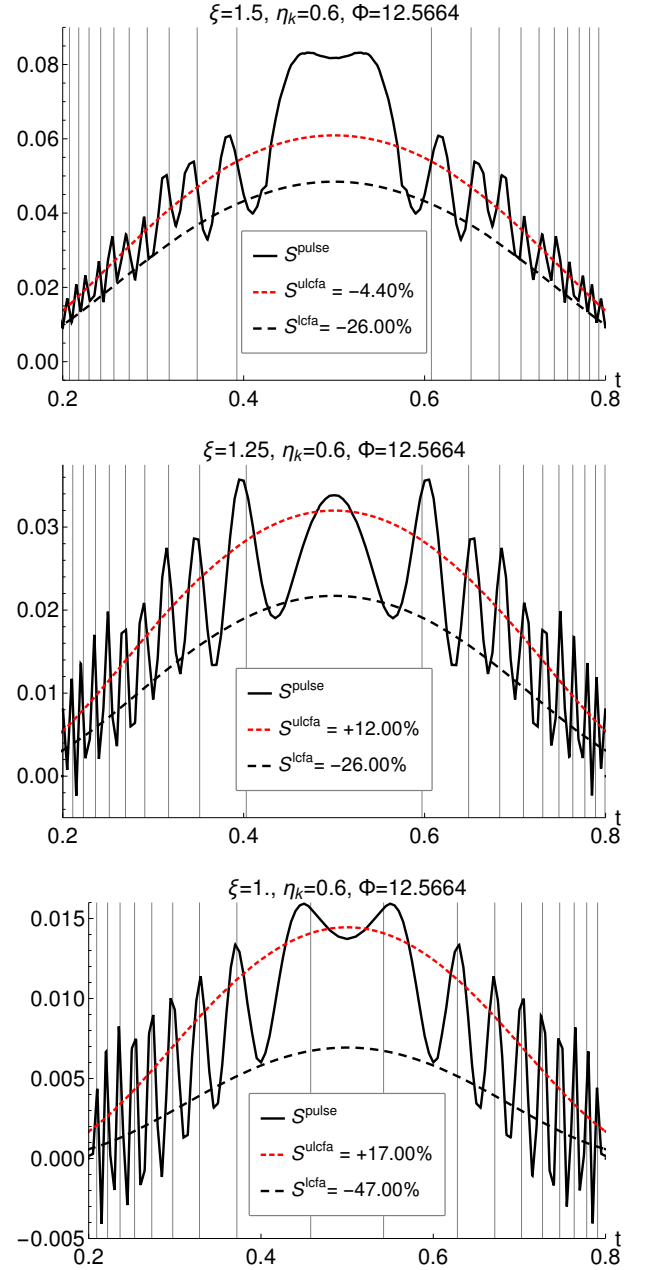 ξ=1.5, ηk=0.6, Φ=12.5664
0.08
0.06
0.04
0.02
0.00
S^pulse
S^ulcfa = −4.40%
S^lcfa = −26.00%
0.2 0.4 0.6 0.8 t
ξ=1.25, ηk=0.6, Φ=12.5664
0.03
0.02
0.01
0.00
S^pulse
S^ulcfa = +12.00%
S^lcfa= −26.00%
0.2 0.4 0.6 0.8 t
ξ=1., ηk=0.6, Φ=12.5664
0.015
0.010
0.005
0.000
−0.005
S^pulse
S^ulcfa = +17.00%
S^lcfa= −47.00%
0.2 0.4 0.6 0.8 t